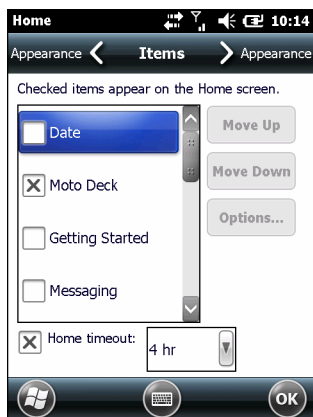 Home 10:14
Appearance Items Appearance
Checked items appear on the Home screen.
Date
Moto Deck
Getting Started
Messaging
Move Up
Move Down
Options...
Home timeout: 4 hr
OK